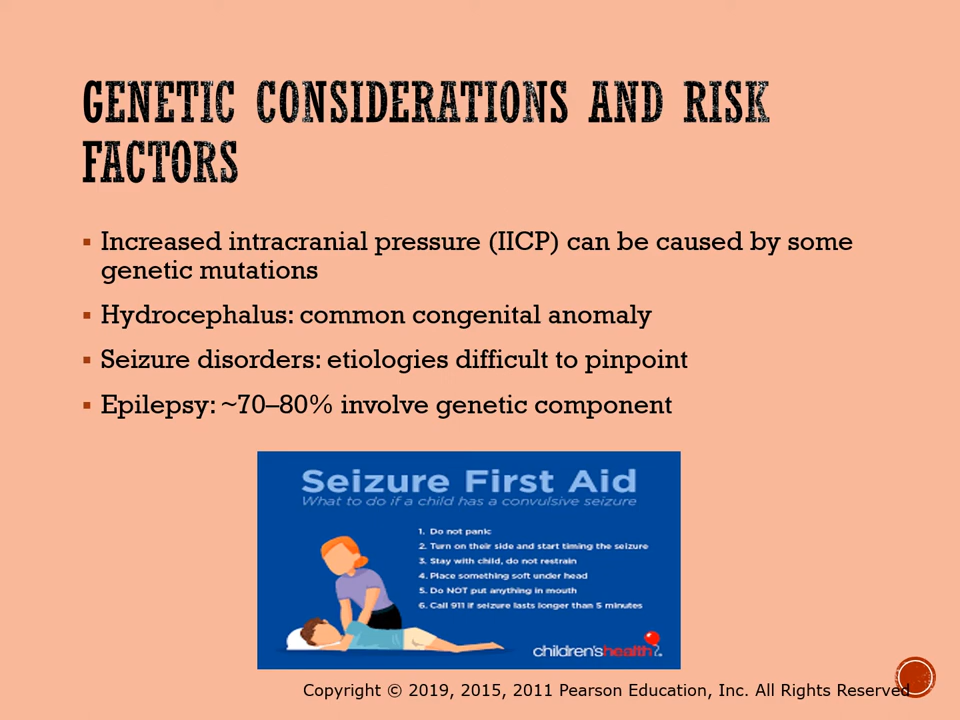 GENETIC CONSIDERATIONS AND RISK
FACTORS
▪ Increased intracranial pressure (IICP) can be caused by some
genetic mutations
▪ Hydrocephalus: common congenital anomaly
▪ Seizure disorders: etiologies difficult to pinpoint
▪ Epilepsy: ~70–80% involve genetic component
Seizure First Aid
What to do if a child has a convulsive seizure
1. Do not panic
2. Turn on their side and start timing the seizure
3. Stay with child, do not restrain
4. Place something soft under head
5. Do NOT put anything in mouth
6. Call 911 if seizure lasts longer than 5 minutes
children's health
Copyright © 2019, 2015, 2011 Pearson Education, Inc. All Rights Reserved